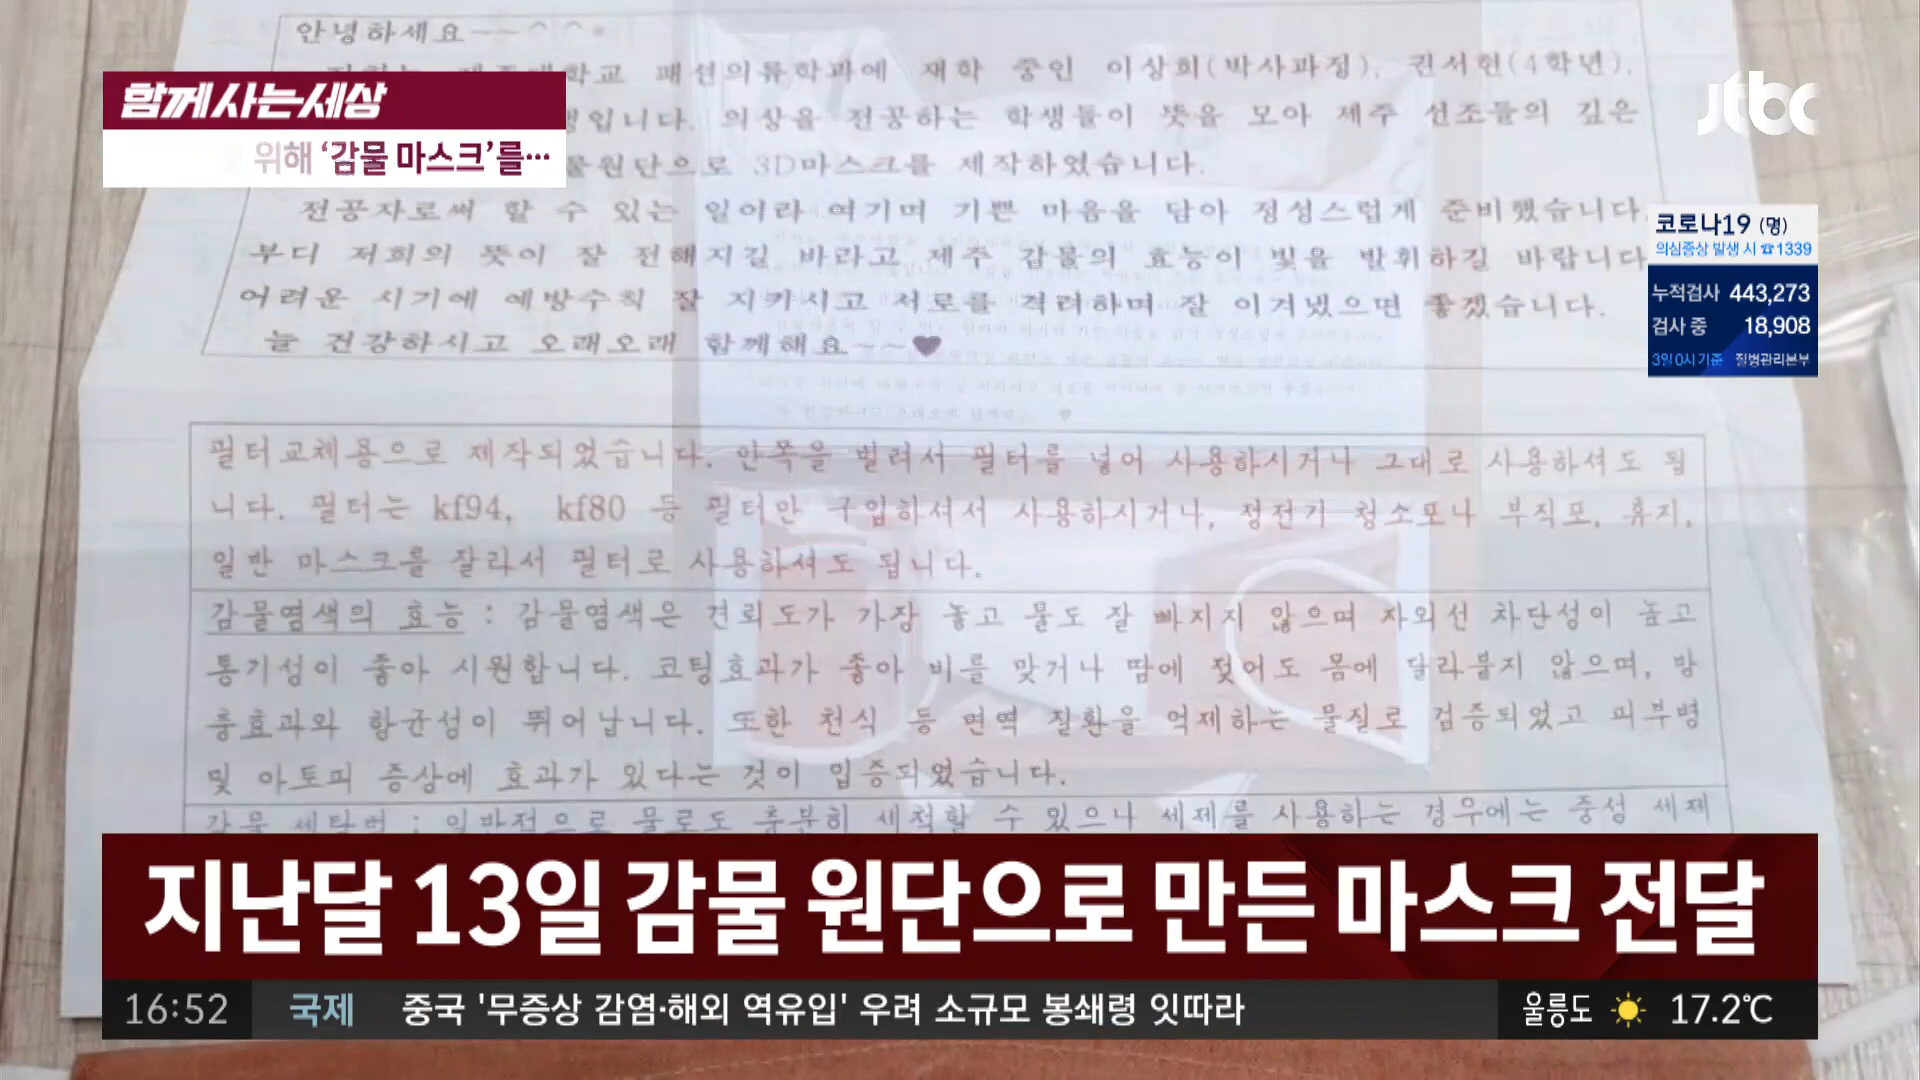 안녕하세요~~^^*
패션의류학과에 재학 중인 이상희(박사과정), 권서현(4학년),
함께 사는 세상
jtbc
입니다. 의상을 전공하는 학생들이 뜻을 모아 제주 선조들의 깊은
위해 ‘감물 마스크’를…
물원단으로 3D마스크를 제작하였습니다.
전공자로써 할 수 있는 일이라 여기며 기쁜 마음을 담아 정성스럽게 준비했습니다.
부디 저희의 뜻이 잘 전해지길 바라고 제주 감물의 효능이 빛을 발휘하길 바랍니다
어려운 시기에 예방수칙 잘 지키시고 서로를 격려하며 잘 이겨냈으면 좋겠습니다.
늘 건강하시고 오래오래 함께해요~~♥
코로나19 (명)
의심증상 발생 시 ☎1339
누적검사 443,273
검사 중 18,908
3일 0시 기준 질병관리본부
필터교체용으로 제작되었습니다. 안쪽을 벌려서 필터를 넣어 사용하시거나 그대로 사용하셔도 됩
니다. 필터는 kf94, kf80 등 필터만 구입하셔서 사용하시거나, 정전기 청소포나 부직포, 휴지,
일반 마스크를 잘라서 필터로 사용하셔도 됩니다.
감물염색의 효능 : 감물염색은 견뢰도가 가장 높고 물도 잘 빠지지 않으며 자외선 차단성이 높고
통기성이 좋아 시원합니다. 코팅효과가 좋아 비를 맞거나 땀에 젖어도 몸에 달라붙지 않으며, 방
충효과와 항균성이 뛰어납니다. 또한 천식 등 면역 질환을 억제하는 물질로 검증되었고 피부병
및 아토피 증상에 효과가 있다는 것이 입증되었습니다.
감물 세탁법 : 일반적으로 물로도 충분히 세척할 수 있으나 세제를 사용하는 경우에는 중성 세제
지난달 13일 감물 원단으로 만든 마스크 전달
16:52 국제 중국 '무증상 감염·해외 역유입' 우려 소규모 봉쇄령 잇따라 울릉도 17.2℃